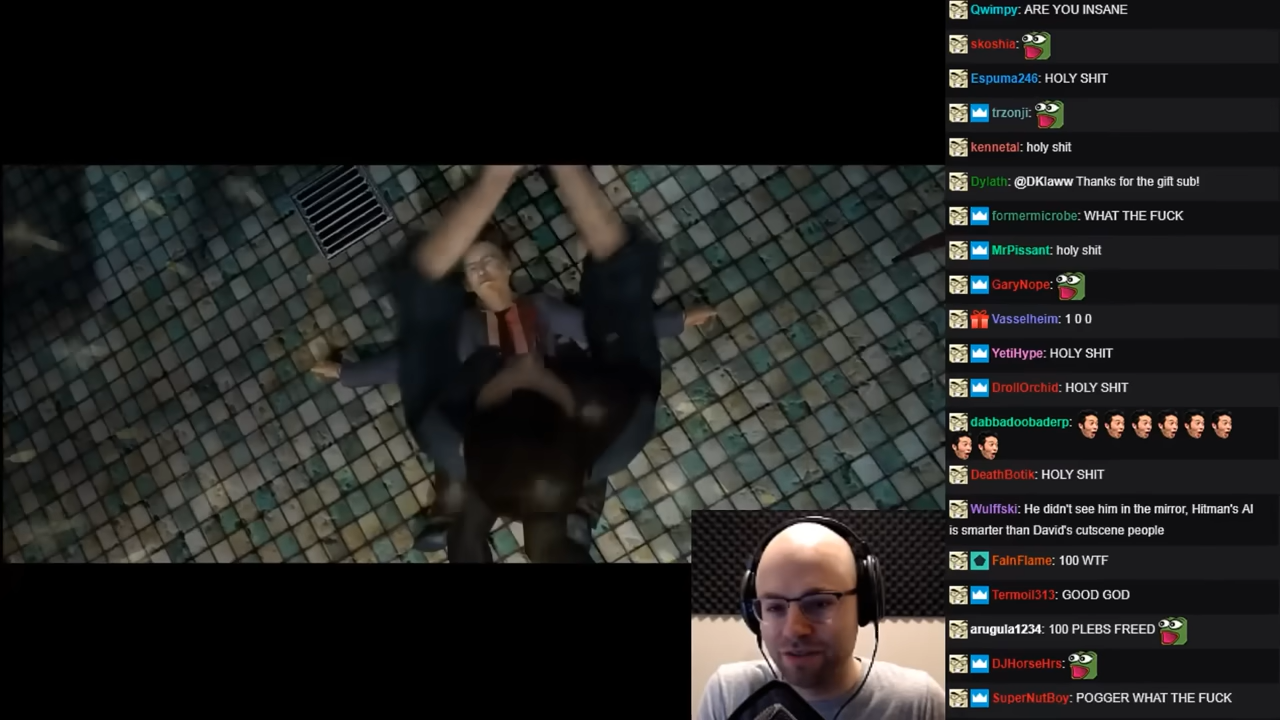 Qwimpy: ARE YOU INSANE
skoshia:
Espuma246: HOLY SHIT
trzonji:
kennetal: holy shit
Dylath: @DKlaww Thanks for the gift sub!
formermicrobe: WHAT THE FUCK
MrPissant: holy shit
GaryNope:
Vasselheim: 1 0 0
YetiHype: HOLY SHIT
DrollOrchid: HOLY SHIT
dabbadoobaderp:
DeathBotik: HOLY SHIT
Wulffski: He didn't see him in the mirror, Hitman's AI
is smarter than David's cutscene people
FalnFlame: 100 WTF
Termoil313: GOOD GOD
arugula1234: 100 PLEBS FREED
DJHorseHrs:
SuperNutBoy: POGGER WHAT THE FUCK